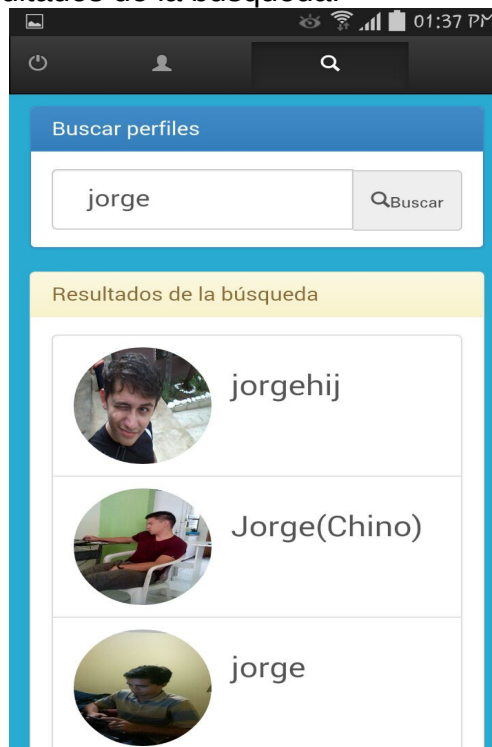 01:37 PM
Buscar perfiles
jorge
Buscar
Resultados de la búsqueda
jorgehij
Jorge(Chino)
jorge